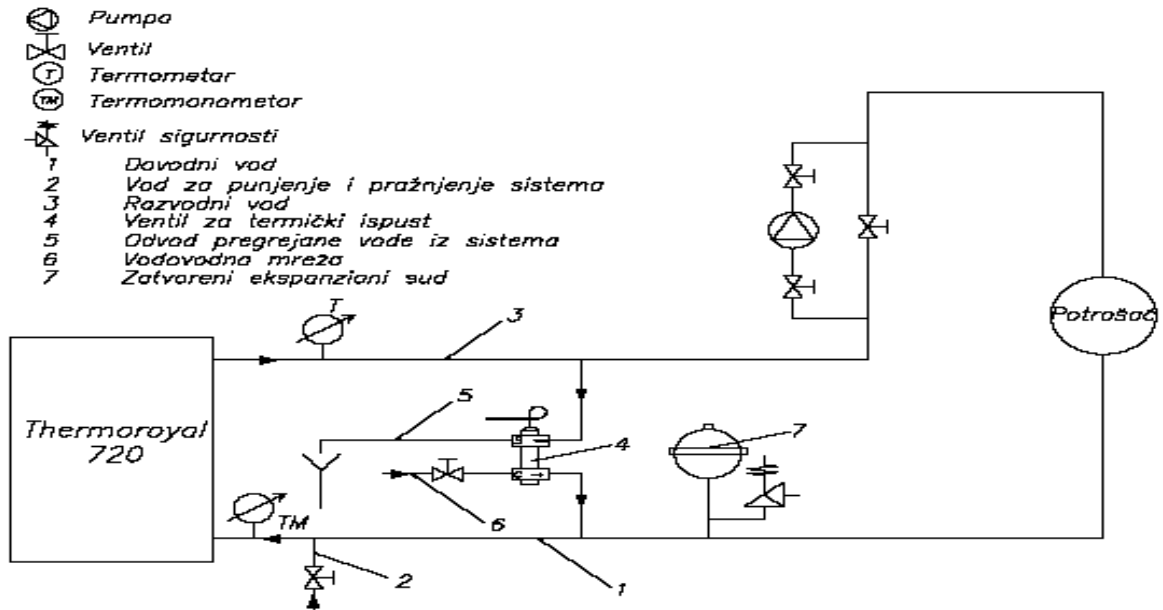 Pumpa
Ventil
T Termometar
TM Termomanometar
Ventil sigurnosti
1 Dovodni vod
2 Vod za punjenje i pražnjenje sistema
3 Razvodni vod
4 Ventil za termički ispust
5 Odvod pregrejane vode iz sistema
6 Vodovodna mreža
7 Zatvoreni ekspanzioni sud
T
3
Potrošač
Thermoroyal
720
5
4
7
6
TM
2
1